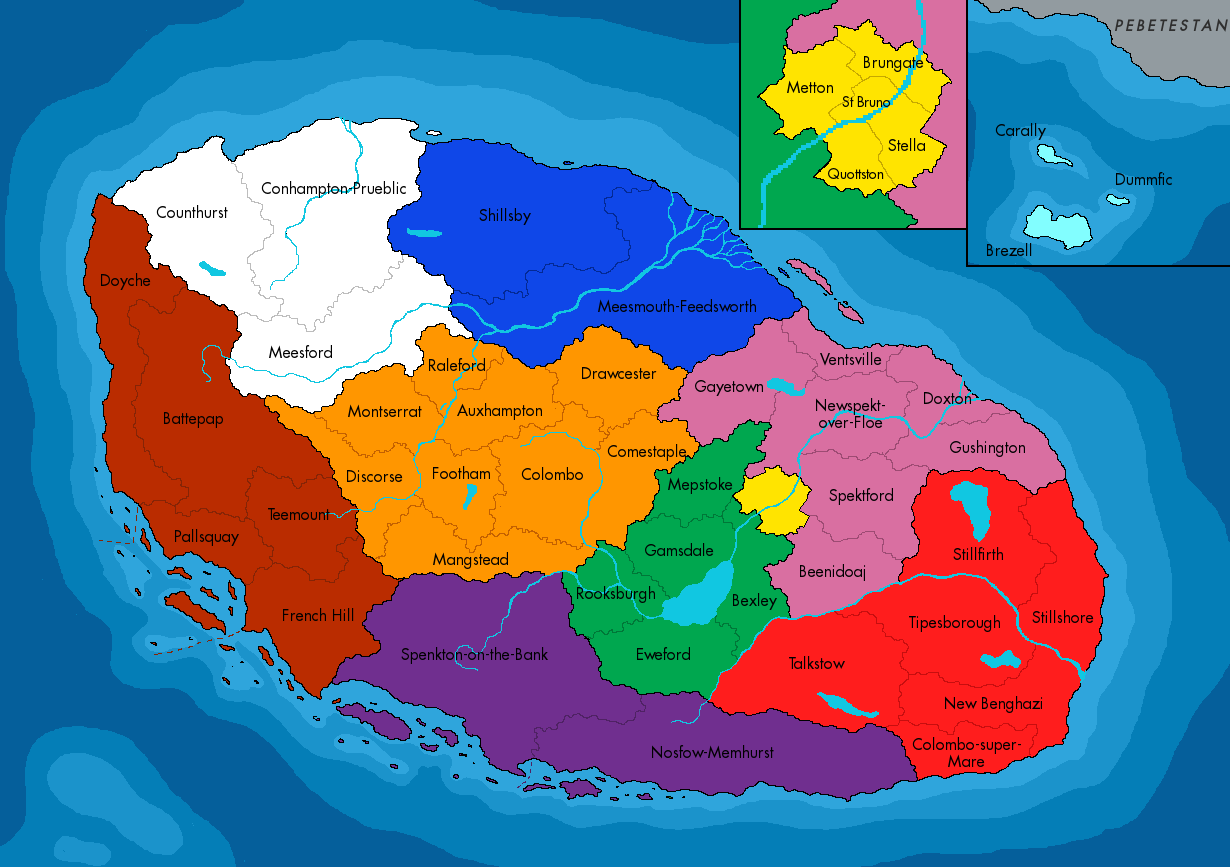 PEBETESTAN
Brungate
Metton
St Bruno
Stella
Quottston
Carally
Dummfic
Brezell
Conhampton-Prueblic
Counthurst
Shillsby
Doyche
Meesmouth-Feedsworth
Meesford
Raleford
Drawcester
Ventsville
Gayetown
Doxton
Montserrat
Auxhampton
Newspekt-
over-Floe
Battepap
Gushington
Comestaple
Discorse
Footham
Colombo
Mepstoke
Spektford
Teemount
Pallsquay
Gamsdale
Stillfirth
Mangstead
Beenidoaj
Rooksburgh
Bexley
French Hill
Stillshore
Tipesborough
Spenkton-on-the-Bank
Eweford
Talkstow
New Benghazi
Nosfow-Memhurst
Colombo-super-
Mare